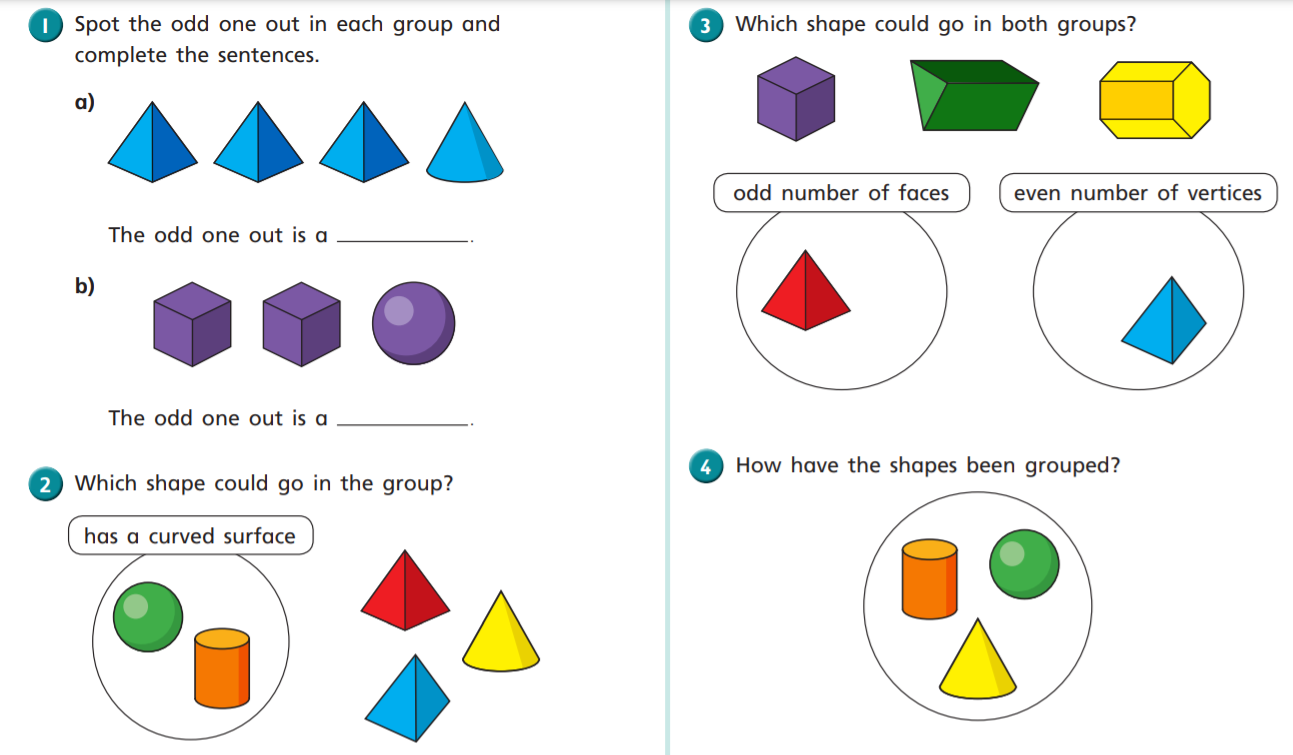 1 Spot the odd one out in each group and
complete the sentences.
a)
The odd one out is a __________.
b)
The odd one out is a __________.
2 Which shape could go in the group?
has a curved surface
3 Which shape could go in both groups?
odd number of faces
even number of vertices
4 How have the shapes been grouped?